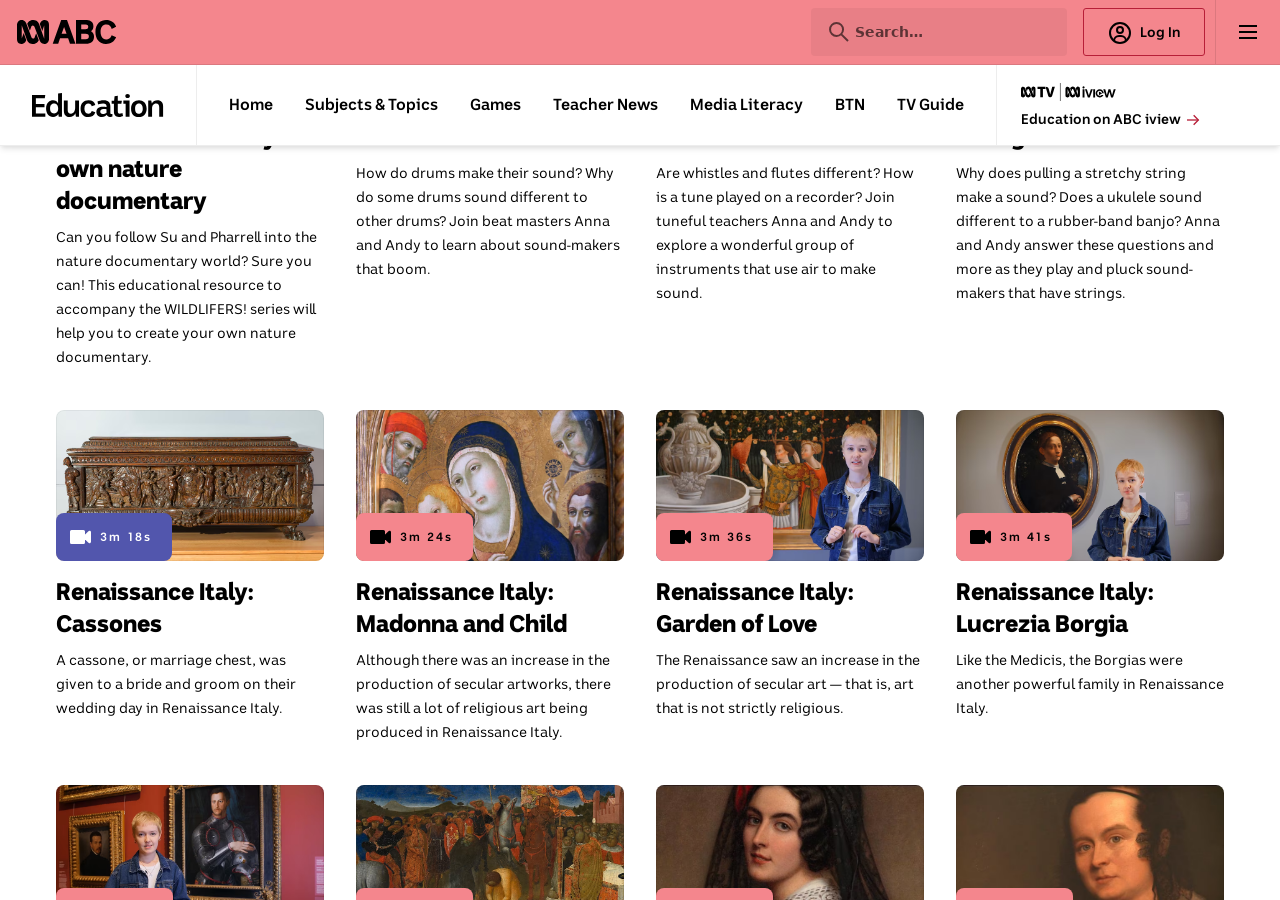 ABC
Search...
Log In
Education
Home
Subjects & Topics
Games
Teacher News
Media Literacy
BTN
TV Guide
TV
iview
Education on ABC iview
own nature
documentary
Can you follow Su and Pharrell into the
nature documentary world? Sure you
can! This educational resource to
accompany the WILDLIFERS! series will
help you to create your own nature
documentary.
How do drums make their sound? Why
do some drums sound different to
other drums? Join beat masters Anna
and Andy to learn about sound-makers
that boom.
Are whistles and flutes different? How
is a tune played on a recorder? Join
tuneful teachers Anna and Andy to
explore a wonderful group of
instruments that use air to make
sound.
Why does pulling a stretchy string
make a sound? Does a ukulele sound
different to a rubber-band banjo? Anna
and Andy answer these questions and
more as they play and pluck sound-
makers that have strings.
3m 18s
Renaissance Italy:
Cassones
A cassone, or marriage chest, was
given to a bride and groom on their
wedding day in Renaissance Italy.
3m 24s
Renaissance Italy:
Madonna and Child
Although there was an increase in the
production of secular artworks, there
was still a lot of religious art being
produced in Renaissance Italy.
3m 36s
Renaissance Italy:
Garden of Love
The Renaissance saw an increase in the
production of secular art — that is, art
that is not strictly religious.
3m 41s
Renaissance Italy:
Lucrezia Borgia
Like the Medicis, the Borgias were
another powerful family in Renaissance
Italy.